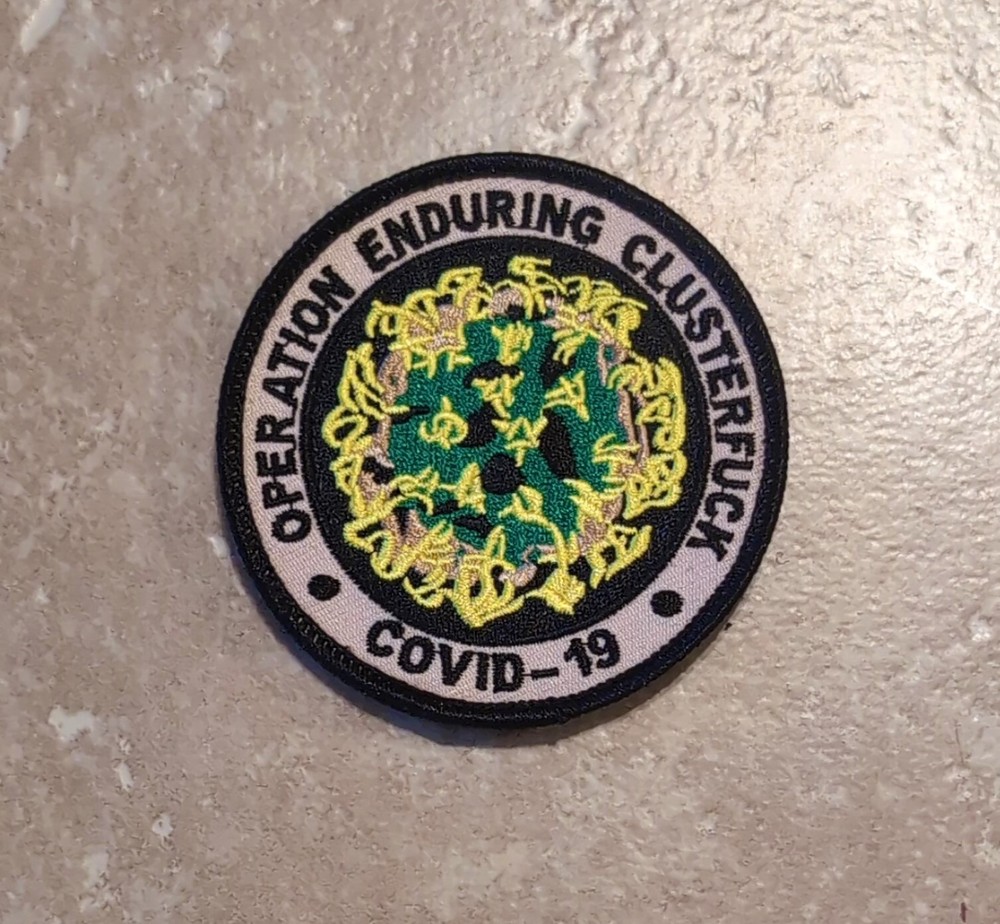 OPERATION ENDURING CLUSTERFUCK
COVID-19